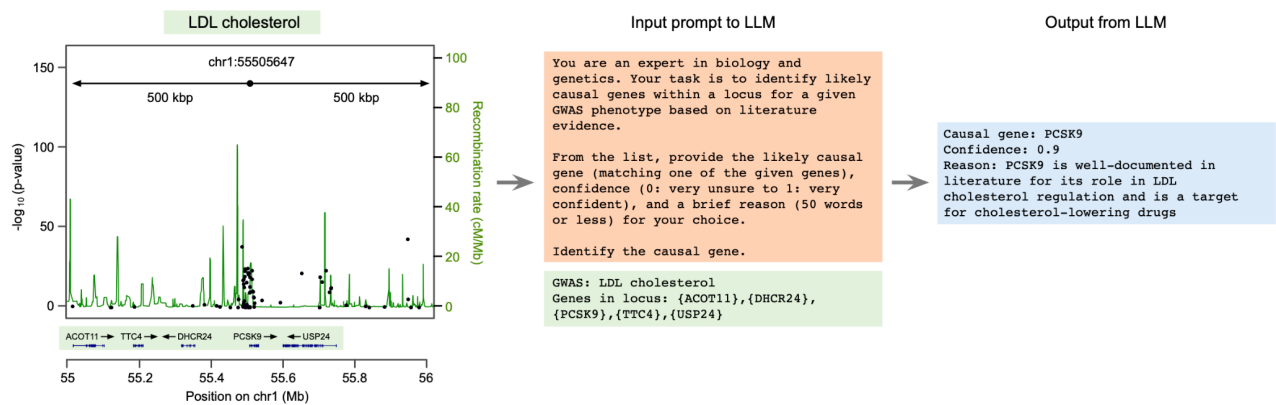 LDL cholesterol
chr1:55505647
500 kbp 500 kbp
150
100
50
0
-log10 (p-value)
100
80
60
40
20
0
Recombination rate (cM/Mb)
ACOT11 TTC4 DHCR24 PCSK9 USP24
55 55.2 55.4 55.6 55.8 56
Position on chr1 (Mb)
Input prompt to LLM
You are an expert in biology and
genetics. Your task is to identify likely
causal genes within a locus for a given
GWAS phenotype based on literature
evidence.
From the list, provide the likely causal
gene (matching one of the given genes),
confidence (0: very unsure to 1: very
confident), and a brief reason (50 words
or less) for your choice.
Identify the causal gene.
GWAS: LDL cholesterol
Genes in locus: {ACOT11},{DHCR24},
{PCSK9},{TTC4},{USP24}
Output from LLM
Causal gene: PCSK9
Confidence: 0.9
Reason: PCSK9 is well-documented in
literature for its role in LDL
cholesterol regulation and is a target
for cholesterol-lowering drugs